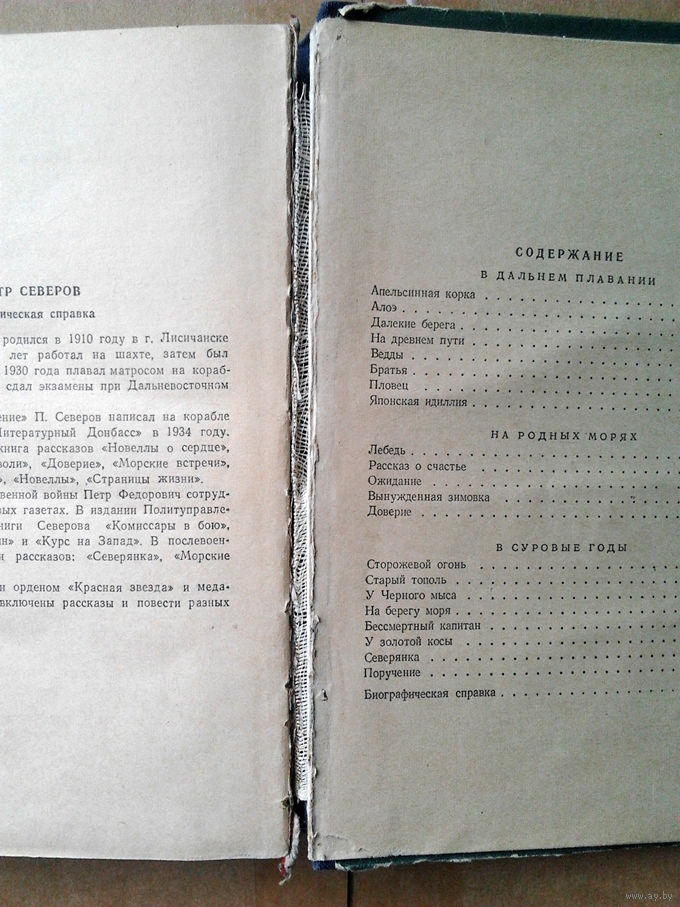 ТР СЕВЕРОВ
ическая справка
родился в 1910 году в г. Лисичанске
лет работал на шахте, затем был
1930 года плавал матросом на кораб-
сдал экзамены при Дальневосточном
ение» П. Северов написал на корабле
Литературный Донбасс» в 1934 году.
книга рассказов «Новеллы о сердце»,
воли», «Доверие», «Морские встречи»,
», «Новеллы», «Страницы жизни».
венной войны Петр Федорович сотруд-
вых газетах. В издании Политуправле-
ниги Северова «Комиссары в бою»,
ин» и «Курс на Запад». В послевоен-
и рассказов: «Северянка», «Морские
н орденом «Красная звезда» и меда-
включены рассказы и повести разных
СОДЕРЖАНИЕ
В ДАЛЬНЕМ ПЛАВАНИИ
Апельсинная корка
Алоэ
Далекие берега
На древнем пути
Ведды
Братья
Пловец
Японская идиллия
НА РОДНЫХ МОРЯХ
Лебедь
Рассказ о счастье
Ожидание
Вынужденная зимовка
Доверие
В СУРОВЫЕ ГОДЫ
Сторожевой огонь
Старый тополь
У Черного мыса
На берегу моря
Бессмертный капитан
У золотой косы
Северянка
Поручение
Биографическая справка
www.ay.by